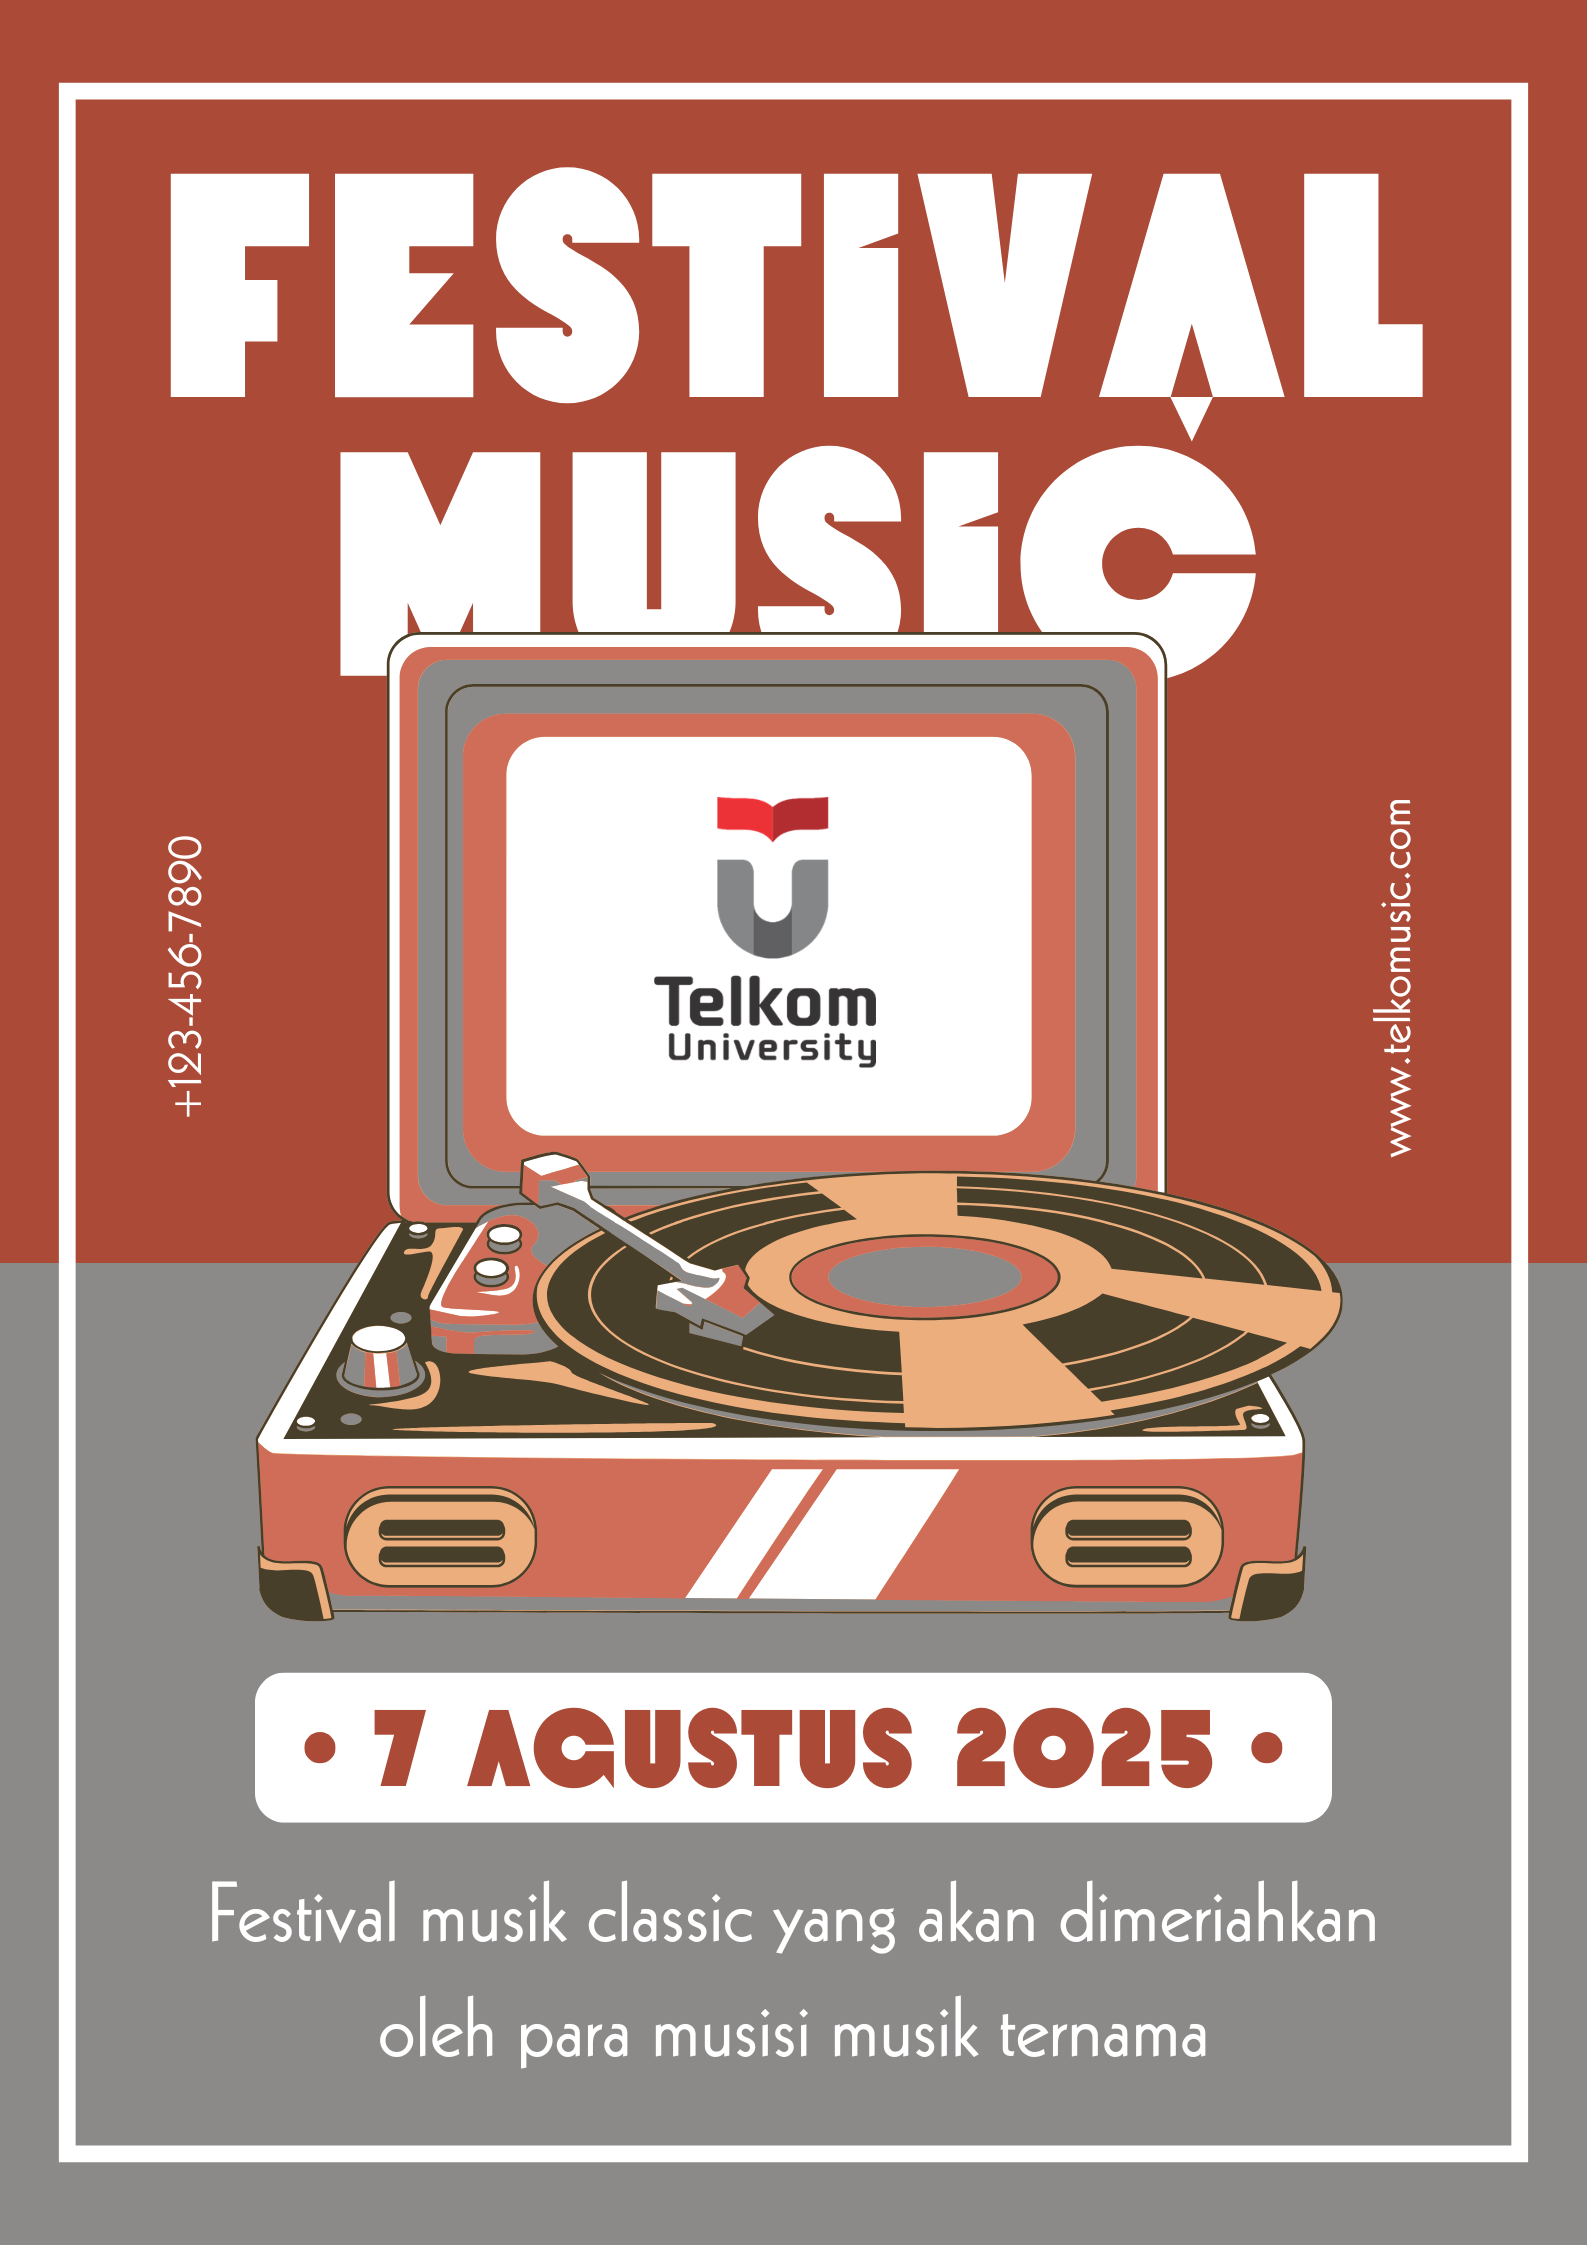 FESTIVAL
MUSIC
Telkom
University
+123-456-7890
www.telkomusic.com
• 7 AGUSTUS 2025 •
Festival musik classic yang akan dimeriahkan
oleh para musisi musik ternama